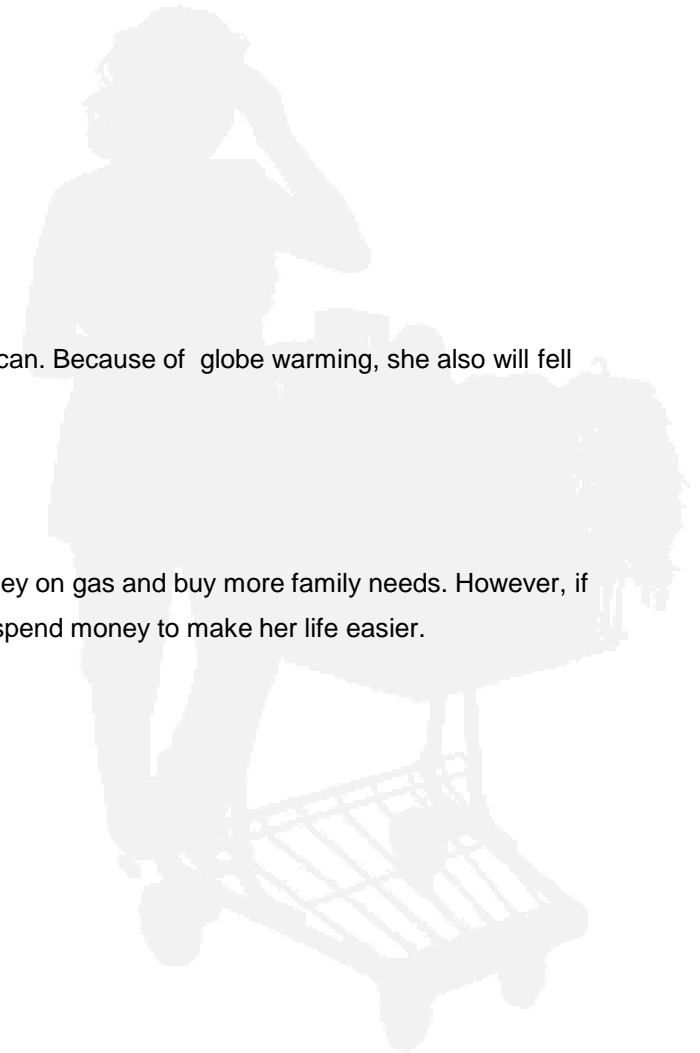 can. Because of  globe warming, she also will fell
ey on gas and buy more family needs. However, if
spend money to make her life easier.